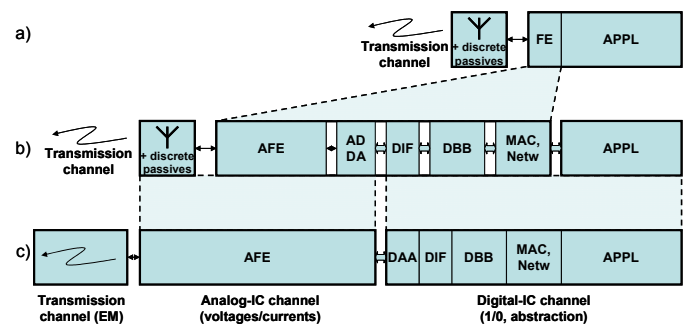 a)
Transmission
channel
+ discrete
passives
FE
APPL
b)
Transmission
channel
+ discrete
passives
AFE
AD
DA
DIF
DBB
MAC,
Netw
APPL
c)
AFE
DAA
DIF
DBB
MAC,
Netw
APPL
Transmission
channel (EM)
Analog-IC channel
(voltages/currents)
Digital-IC channel
(1/0, abstraction)